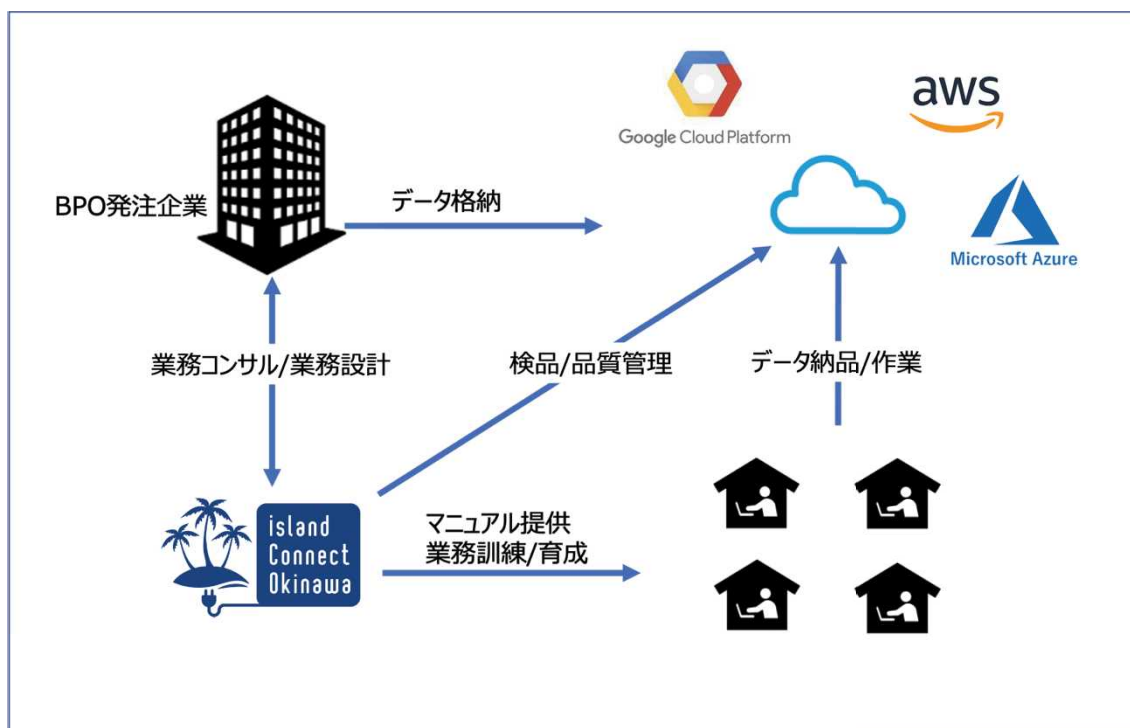 Google Cloud Platform
aws
BPO発注企業
データ格納
Microsoft Azure
業務コンサル/業務設計
検品/品質管理
データ納品/作業
island
Connect
Okinawa
マニュアル提供
業務訓練/育成